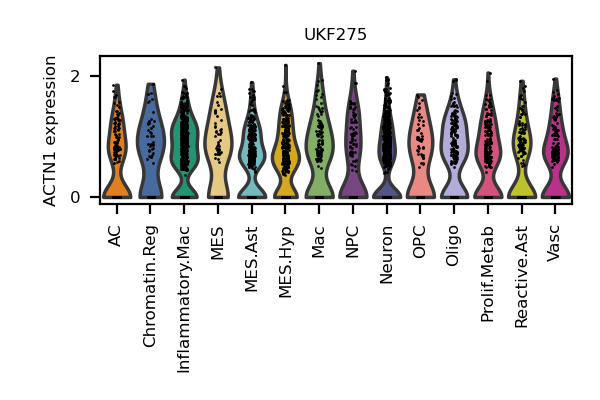 UKF275
ACTN1 expression
2
0
AC
Chromatin.Reg
Inflammatory.Mac
MES
MES.Ast
MES.Hyp
Mac
NPC
Neuron
OPC
Oligo
Prolif.Metab
Reactive.Ast
Vasc